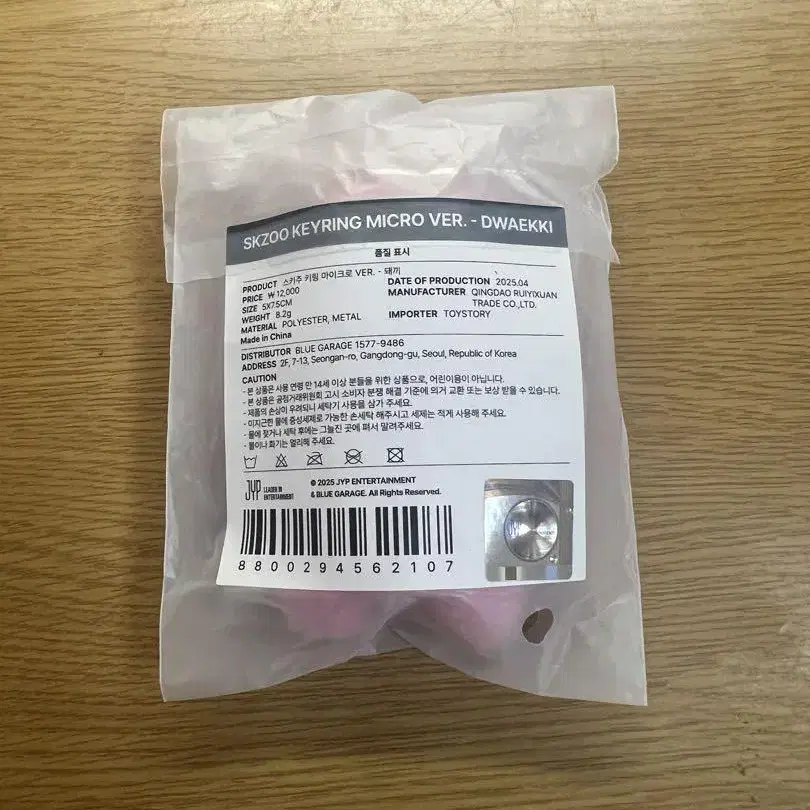 SKZOO KEYRING MICRO VER. - DWAEKKI
품질 표시
PRODUCT 스키주 키링 마이크로 VER. - 돼끼
PRICE ₩ 12,000
SIZE 5X7.5CM
WEIGHT 8.2g
MATERIAL POLYESTER, METAL
Made in China
DATE OF PRODUCTION 2025.04
MANUFACTURER QINGDAO RUIYIXUAN
TRADE CO.,LTD.
IMPORTER TOYSTORY
DISTRIBUTOR BLUE GARAGE 1577-9486
ADDRESS 2F, 7-13, Seongan-ro, Gangdong-gu, Seoul, Republic of Korea
CAUTION
- 본 상품은 사용 연령 만 14세 이상 분들을 위한 상품으로, 어린이용이 아닙니다.
- 본 상품은 공정거래위원회 고시 소비자 분쟁 해결 기준에 의거 교환 또는 보상 받을 수 있습니다.
- 제품의 손상이 우려되니 세탁기 사용을 삼가 주세요.
- 미지근한 물에 중성세제로 가능한 손세탁 해주시고 세제는 적게 사용해 주세요.
- 물에 젖거나 세탁 후에는 그늘진 곳에 펴서 말려주세요.
- 불이나 화기는 멀리해 주세요.
JYP LEADER IN
ENTERTAINMENT
© 2025 JYP ENTERTAINMENT
& BLUE GARAGE. All Rights Reserved.
8800294562107